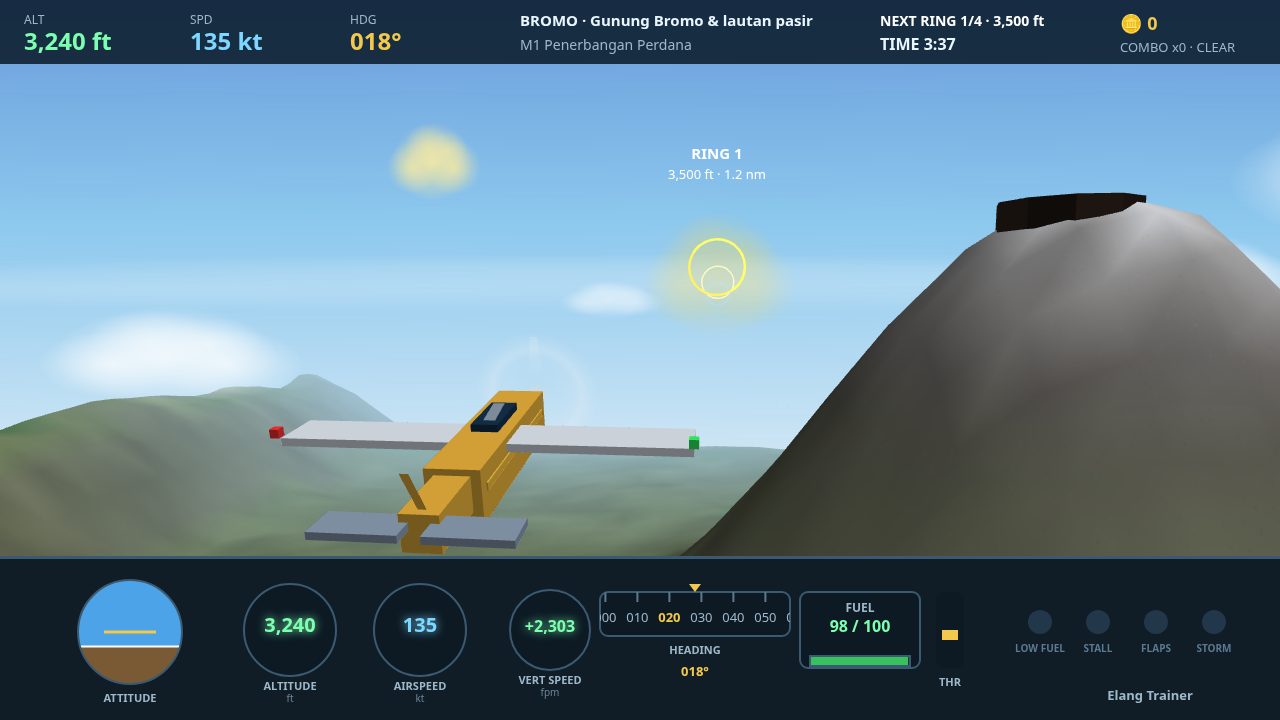 ALT
3,240 ft
SPD
135 kt
HDG
018°
BROMO · Gunung Bromo & lautan pasir
M1 Penerbangan Perdana
NEXT RING 1/4 · 3,500 ft
TIME 3:37
0
COMBO x0 · CLEAR
RING 1
3,500 ft · 1.2 nm
ATTITUDE
3,240
ALTITUDE
ft
135
AIRSPEED
kt
+2,303
VERT SPEED
fpm
010 020 030 040 050
HEADING
018°
FUEL
98 / 100
THR
LOW FUEL
STALL
FLAPS
STORM
Elang Trainer